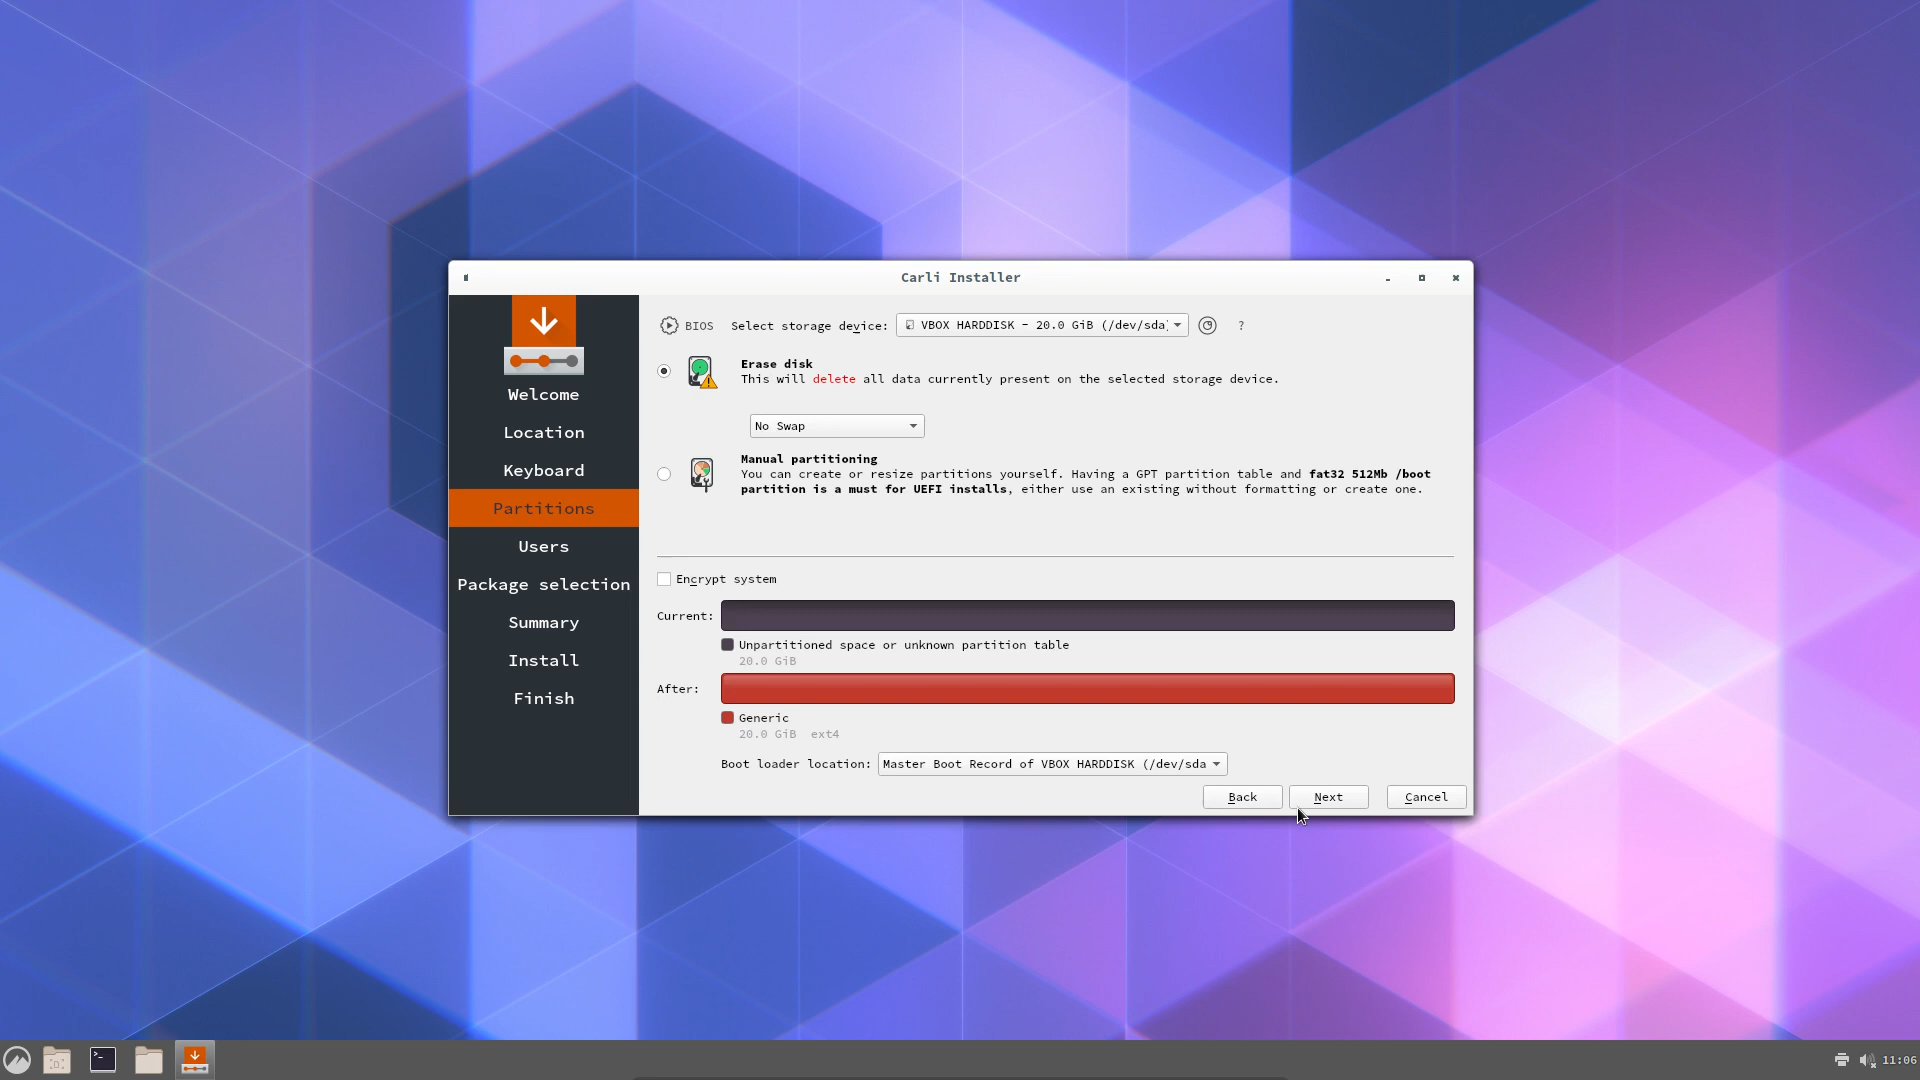 Carli Installer
Welcome
Location
Keyboard
Partitions
Users
Package selection
Summary
Install
Finish
BIOS Select storage device: VBOX HARDDISK - 20.0 GiB (/dev/sda) ?
Erase disk
This will delete all data currently present on the selected storage device.
No Swap
Manual partitioning
You can create or resize partitions yourself. Having a GPT partition table and fat32 512Mb /boot
partition is a must for UEFI installs, either use an existing without formatting or create one.
Encrypt system
Current:
Unpartitioned space or unknown partition table
20.0 GiB
After:
Generic
20.0 GiB ext4
Boot loader location: Master Boot Record of VBOX HARDDISK (/dev/sda
Back Next Cancel
11:06